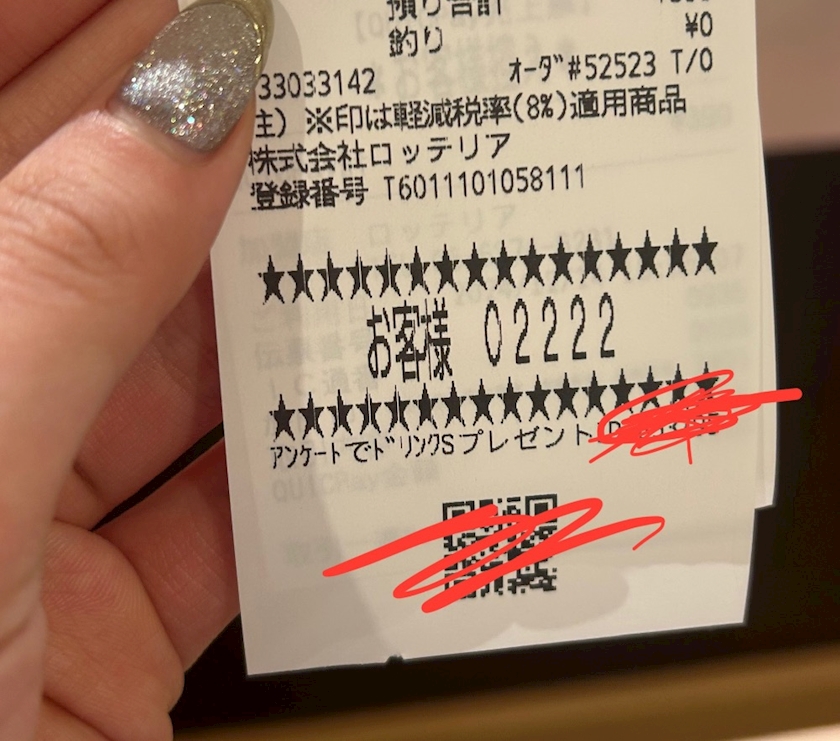 預り合計
¥0
釣り
33033142 オーダ#52523 T/O
主) ※印は軽減税率(8%)適用商品
株式会社ロッテリア
登録番号 T6011101058111
★★★★★★★★★★★★★★★★
お客様 02222
★★★★★★★★★★★★★★★★
アンケートでドリンクSプレゼント